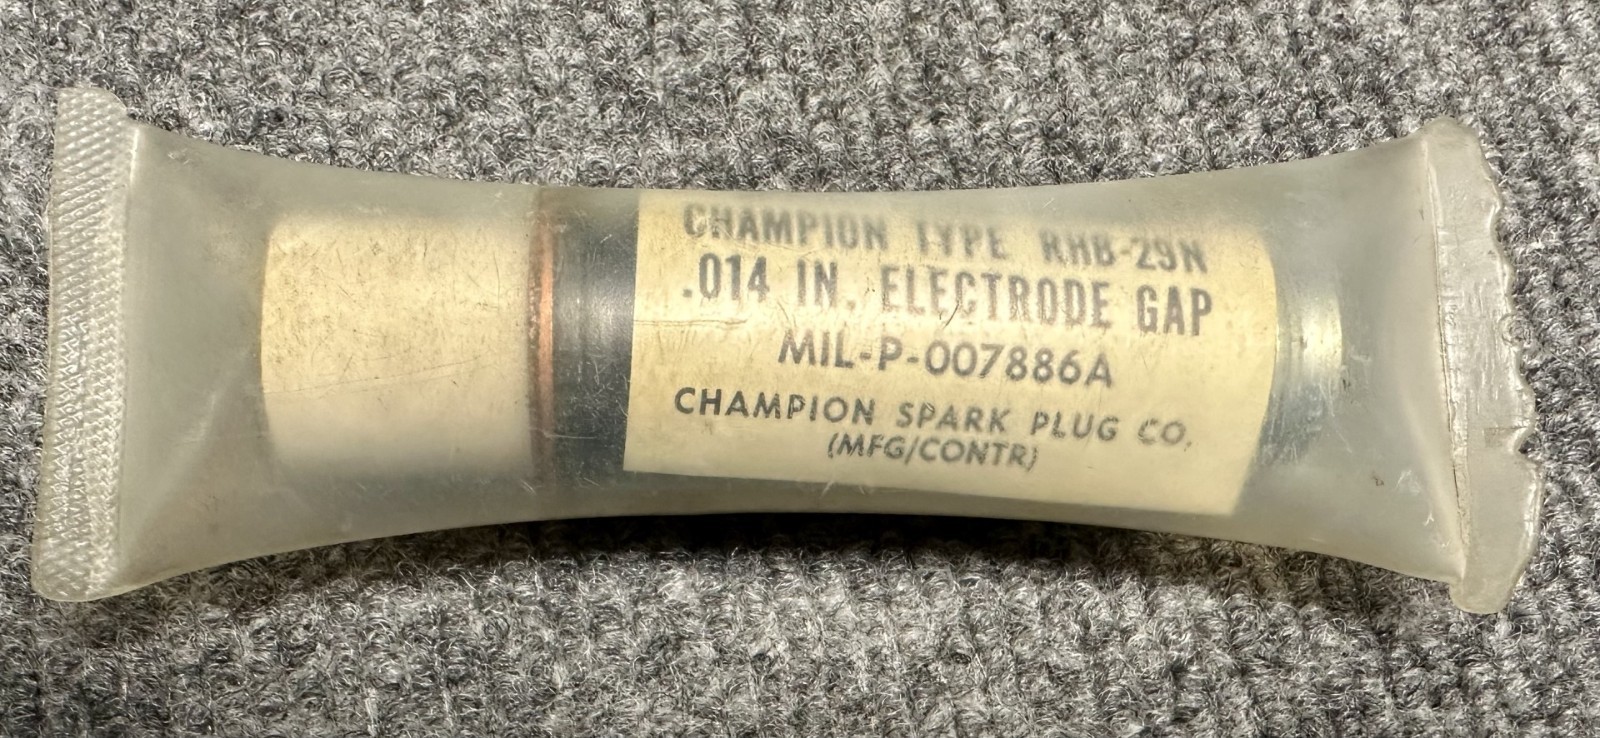 CHAMPION TYPE RHB-29N
.014 IN. ELECTRODE GAP
MIL-P-007886A
CHAMPION SPARK PLUG CO.
(MFG/CONTR)